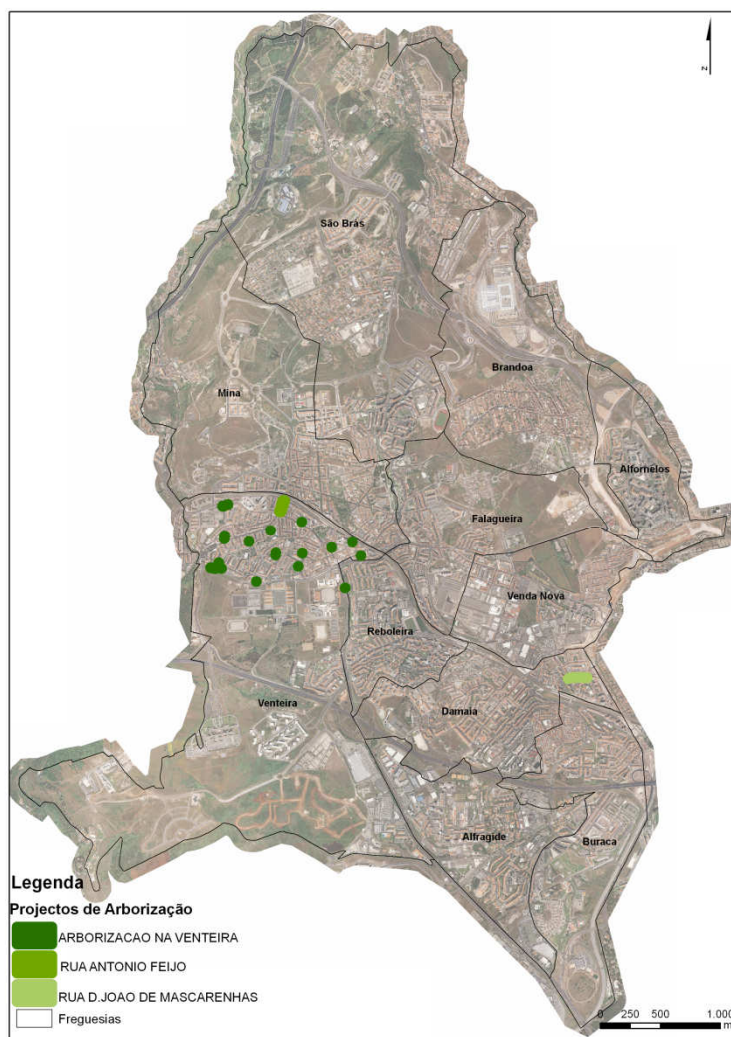 z
São Brás
Brandoa
Mina
Alfornelos
Falagueira
Venda Nova
Reboleira
Venteira
Damaia
Alfragide
Buraca
Legenda
Projectos de Arborização
ARBORIZACAO NA VENTEIRA
RUA ANTONIO FEIJO
RUA D.JOAO DE MASCARENHAS
Freguesias
0 250 500 1.000
m